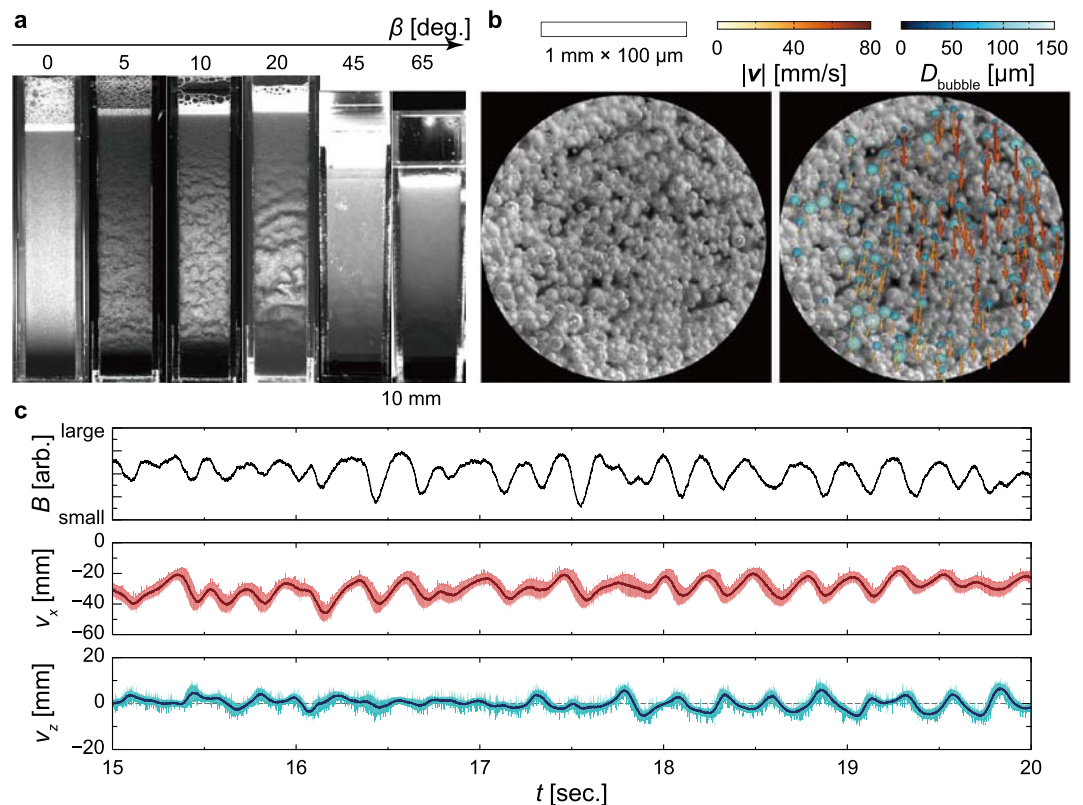 a
β [deg.]
0 5 10 20 45 65
10 mm
b
1 mm × 100 μm
0 40 80
|v| [mm/s]
0 50 100 150
D_bubble [μm]
c
large
small
B [arb.]
0
−20
−40
−60
v_x [mm]
20
0
−20
v_z [mm]
15 16 17 18 19 20
t [sec.]